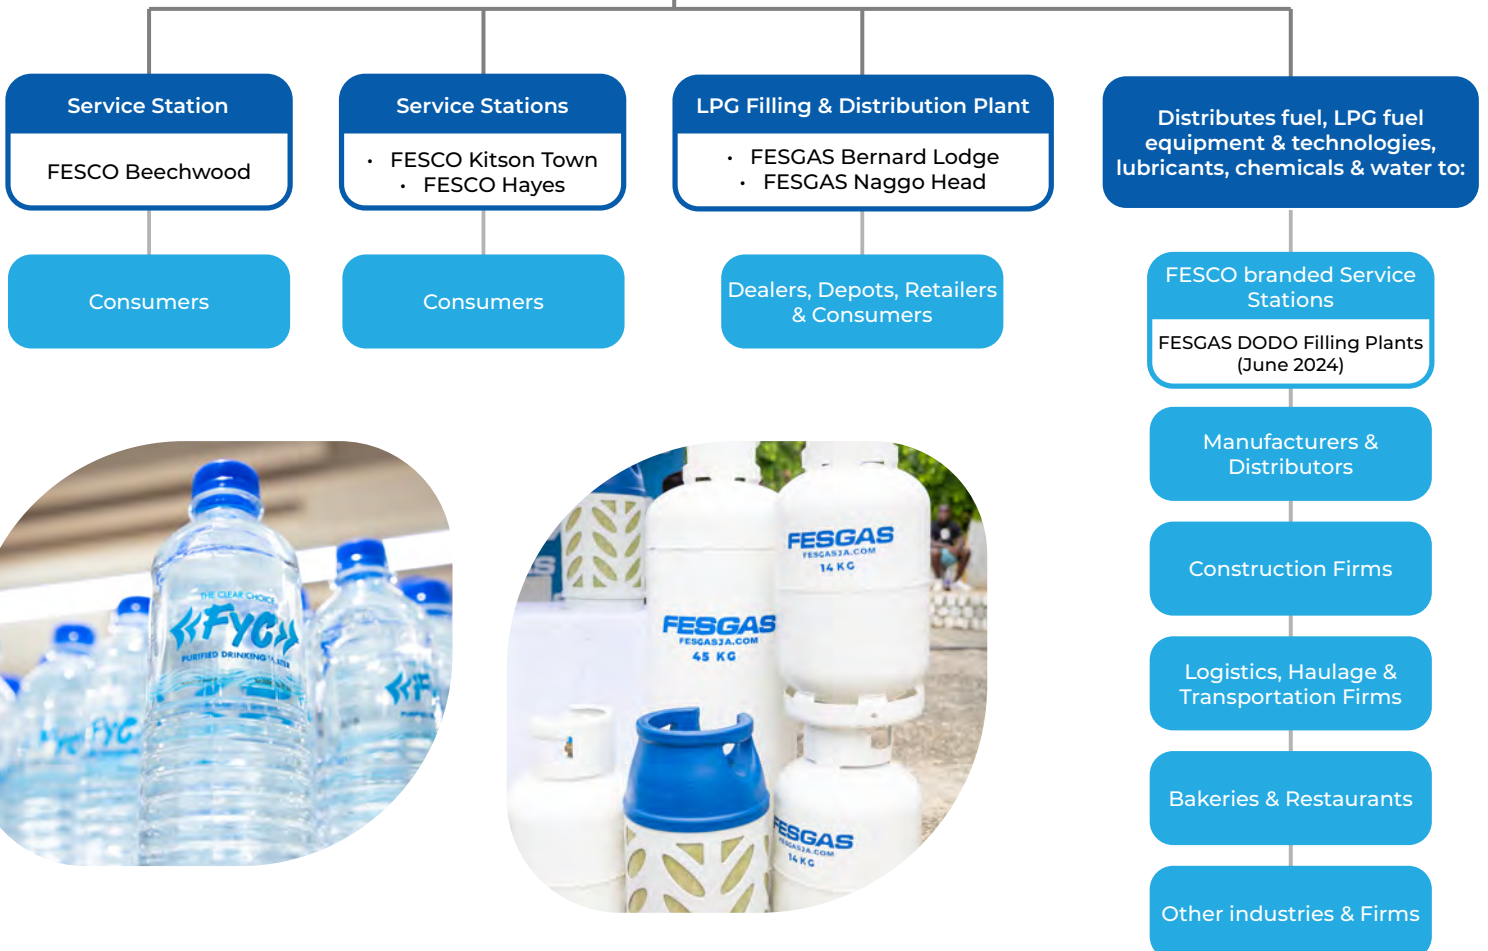 Service Station
FESCO Beechwood
Consumers
Service Stations
• FESCO Kitson Town
• FESCO Hayes
Consumers
LPG Filling & Distribution Plant
• FESGAS Bernard Lodge
• FESGAS Naggo Head
Dealers, Depots, Retailers
& Consumers
Distributes fuel, LPG fuel
equipment & technologies,
lubricants, chemicals & water to:
FESCO branded Service
Stations
FESGAS DODO Filling Plants
(June 2024)
Manufacturers &
Distributors
Construction Firms
Logistics, Haulage &
Transportation Firms
Bakeries & Restaurants
Other industries & Firms
THE CLEAR CHOICE
FYC
PURIFIED DRINKING WATER
FYC
FESGAS
FESGASJA.COM
14 KG
FESGAS
FESGASJA.COM
45 KG
FESGAS
FESGASJA.COM
14 KG